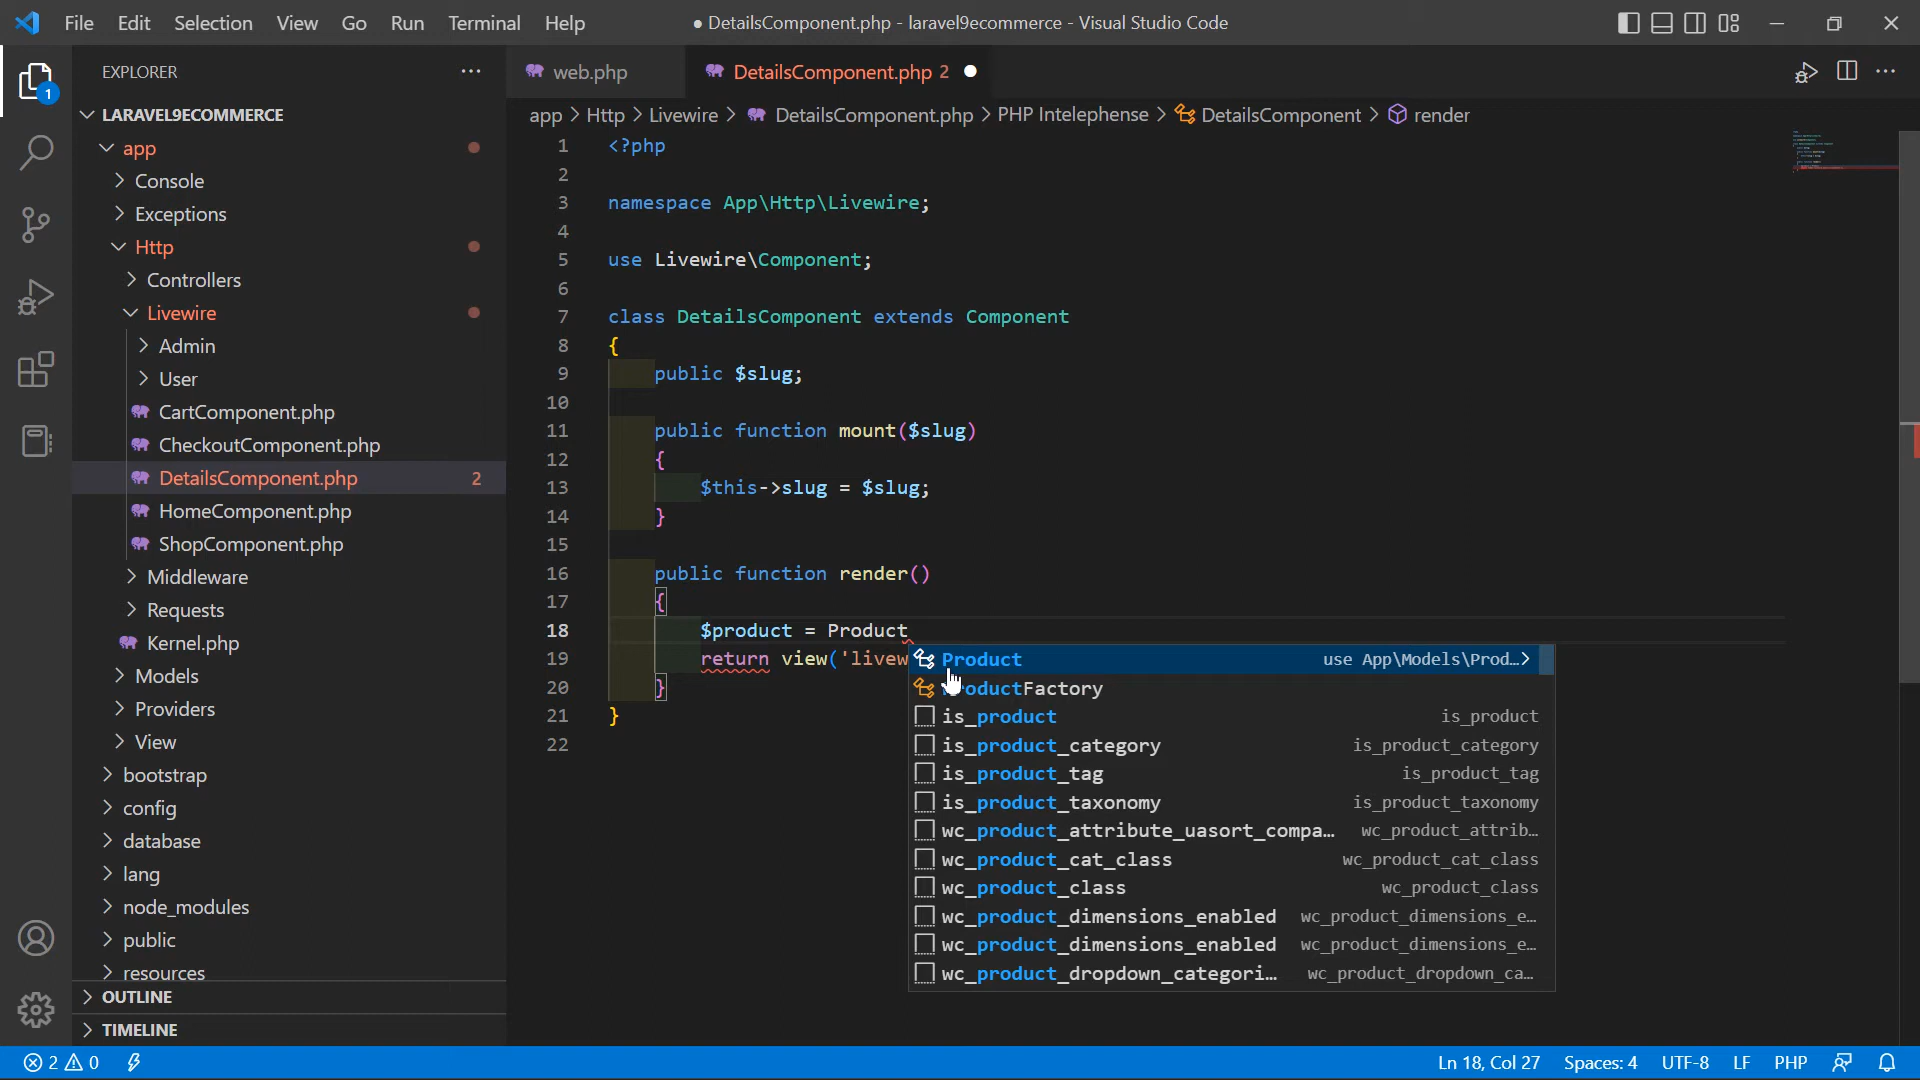 File Edit Selection View Go Run Terminal Help
● DetailsComponent.php - laravel9ecommerce - Visual Studio Code
EXPLORER
1
LARAVEL9ECOMMERCE
app
Console
Exceptions
Http
Controllers
Livewire
Admin
User
CartComponent.php
CheckoutComponent.php
DetailsComponent.php 2
HomeComponent.php
ShopComponent.php
Middleware
Requests
Kernel.php
Models
Providers
View
bootstrap
config
database
lang
node_modules
public
resources
OUTLINE
TIMELINE
web.php
DetailsComponent.php 2
app > Http > Livewire > DetailsComponent.php > PHP Intelephense > DetailsComponent > render
1 <?php
2
3 namespace App\Http\Livewire;
4
5 use Livewire\Component;
6
7 class DetailsComponent extends Component
8 {
9 public $slug;
10
11 public function mount($slug)
12 {
13 $this->slug = $slug;
14 }
15
16 public function render()
17 {
18 $product = Product
19 return view('livew
20 }
21 }
22
Product use App\Models\Prod…
ProductFactory
is_product is_product
is_product_category is_product_category
is_product_tag is_product_tag
is_product_taxonomy is_product_taxonomy
wc_product_attribute_uasort_compa… wc_product_attrib…
wc_product_cat_class wc_product_cat_class
wc_product_class wc_product_class
wc_product_dimensions_enabled wc_product_dimensions_e…
wc_product_dimensions_enabled wc_product_dimensions_e…
wc_product_dropdown_categori… wc_product_dropdown_ca…
2 0
Ln 18, Col 27 Spaces: 4 UTF-8 LF PHP